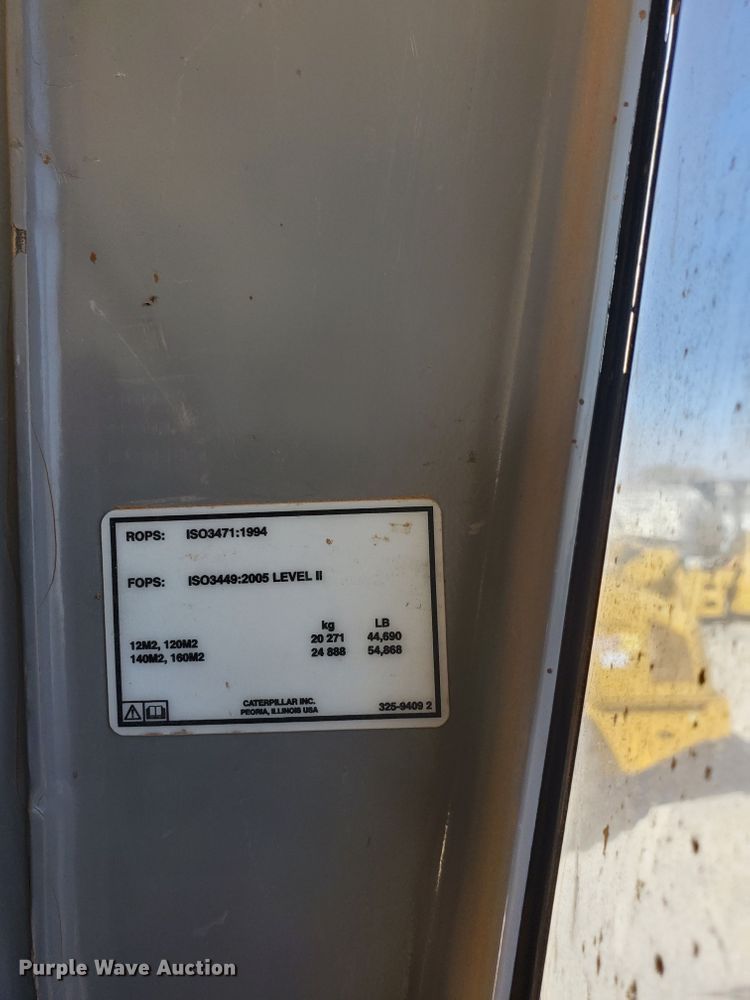 ROPS: ISO3471:1994
FOPS: ISO3449:2005 LEVEL II
kg LB
12M2, 120M2 20 271 44,690
140M2, 160M2 24 888 54,868
CATERPILLAR INC.
PEORIA, ILLINOIS USA 325-9409 2
Purple Wave Auction